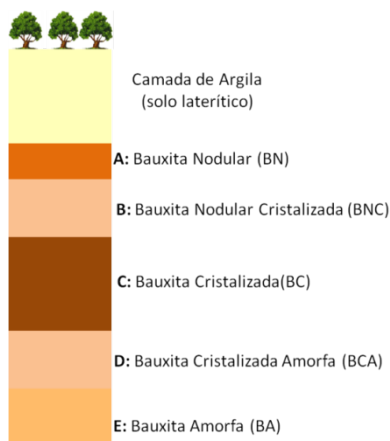 Camada de Argila
(solo laterítico)
A: Bauxita Nodular (BN)
B: Bauxita Nodular Cristalizada (BNC)
C: Bauxita Cristalizada(BC)
D: Bauxita Cristalizada Amorfa (BCA)
E: Bauxita Amorfa (BA)